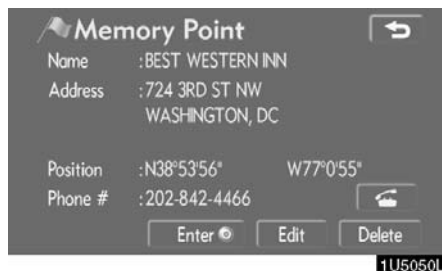 Memory Point
Name :BEST WESTERN INN
Address :724 3RD ST NW
WASHINGTON, DC
Position :N38°53'56" W77°0'55"
Phone # :202-842-4466
Enter Edit Delete
1U5050L